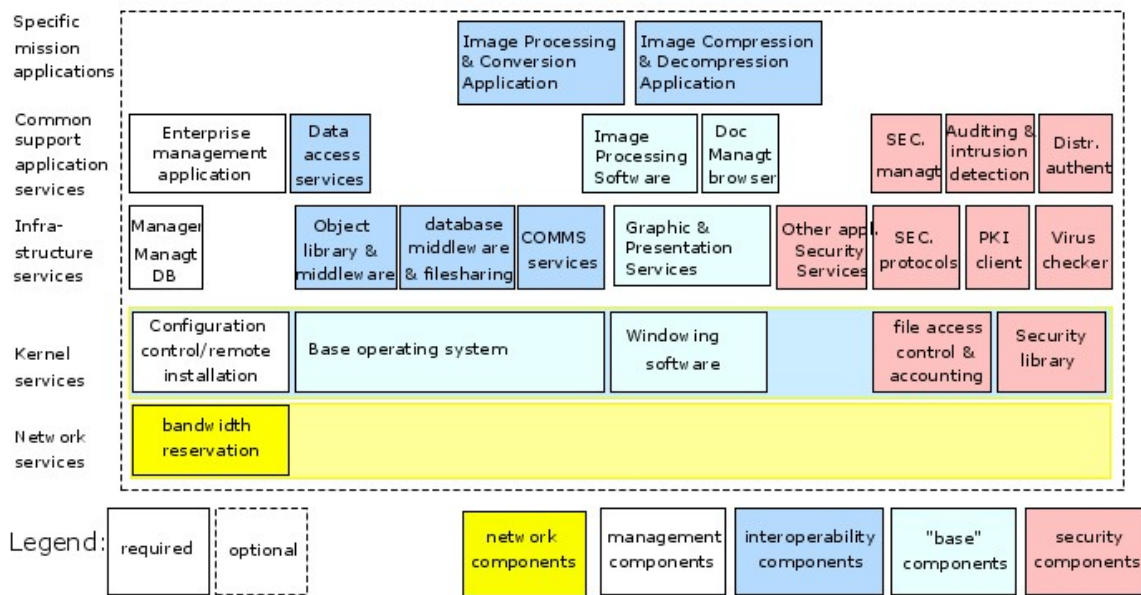 Specific
mission
applications
Image Processing
& Conversion
Application
Image Compression
& Decompression
Application
Common
support
application
services
Enterprise
management
application
Data
access
services
Image
Processing
Software
Doc
Managt
browser
SEC.
managt
Auditing &
intrusion
detection
Distr.
authent
Infra-
structure
services
Manager
Managt
DB
Object
library &
middleware
database
middleware
& filesharing
COMMS
services
Graphic &
Presentation
Services
Other appl.
Security
Services
SEC.
protocols
PKI
client
Virus
checker
Kernel
services
Configuration
control/remote
installation
Base operating system
Windowing
software
file access
control &
accounting
Security
library
Network
services
bandwidth
reservation
Legend:
required
optional
network
components
management
components
interoperability
components
"base"
components
security
components